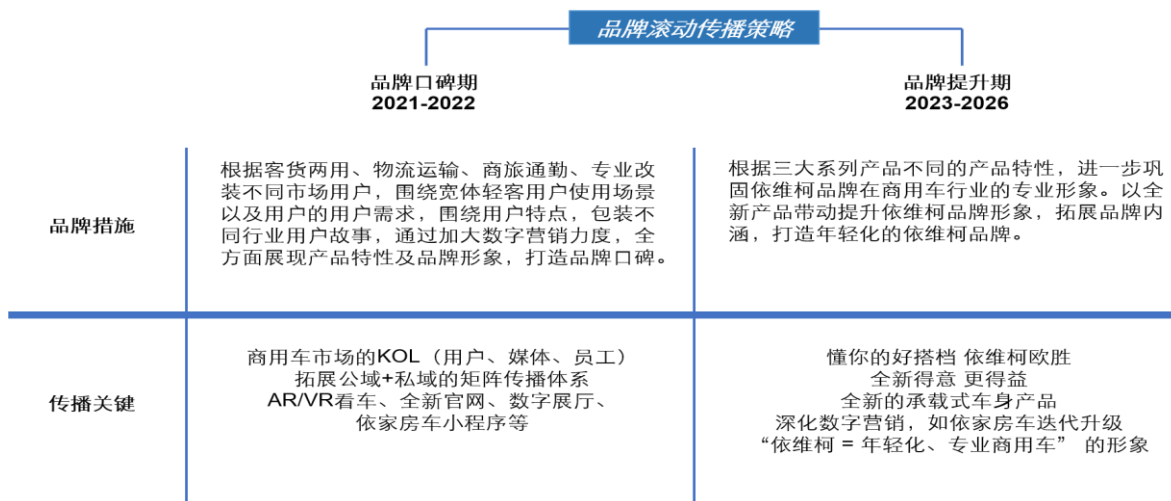 品牌滚动传播策略
品牌口碑期
2021-2022
品牌提升期
2023-2026
品牌措施
根据客货两用、物流运输、商旅通勤、专业改
装不同市场用户，围绕宽体轻客用户使用场景
以及用户的用户需求，围绕用户特点，包装不
同行业用户故事，通过加大数字营销力度，全
方面展现产品特性及品牌形象，打造品牌口碑。
根据三大系列产品不同的产品特性，进一步巩
固依维柯品牌在商用车行业的专业形象。以全
新产品带动提升依维柯品牌形象，拓展品牌内
涵，打造年轻化的依维柯品牌。
传播关键
商用车市场的KOL（用户、媒体、员工）
拓展公域+私域的矩阵传播体系
AR/VR看车、全新官网、数字展厅、
依家房车小程序等
懂你的好搭档 依维柯欧胜
全新得意 更得益
全新的承载式车身产品
深化数字营销，如依家房车迭代升级
“依维柯 = 年轻化、专业商用车” 的形象